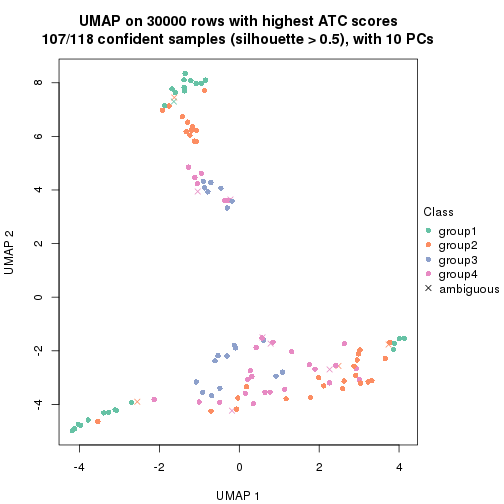 UMAP on 30000 rows with highest ATC scores
107/118 confident samples (silhouette > 0.5), with 10 PCs
8
6
4
2
0
-2
-4
UMAP 2
-4
-2
0
2
4
UMAP 1
Class
group1
group2
group3
group4
ambiguous